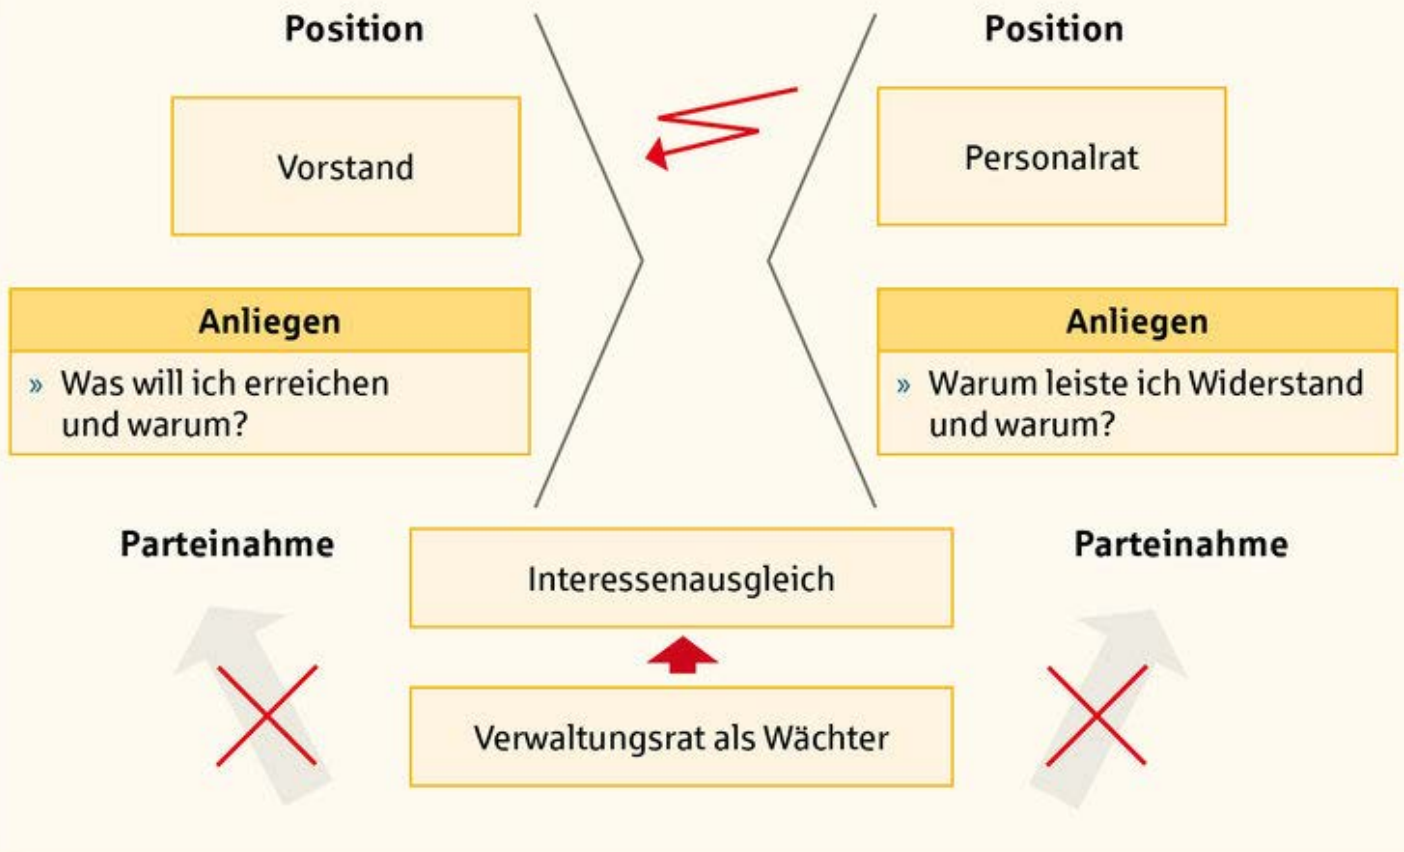 Position
Position
Vorstand
Personalrat
Anliegen
» Was will ich erreichen
und warum?
Anliegen
» Warum leiste ich Widerstand
und warum?
Parteinahme
Parteinahme
Interessenausgleich
Verwaltungsrat als Wächter